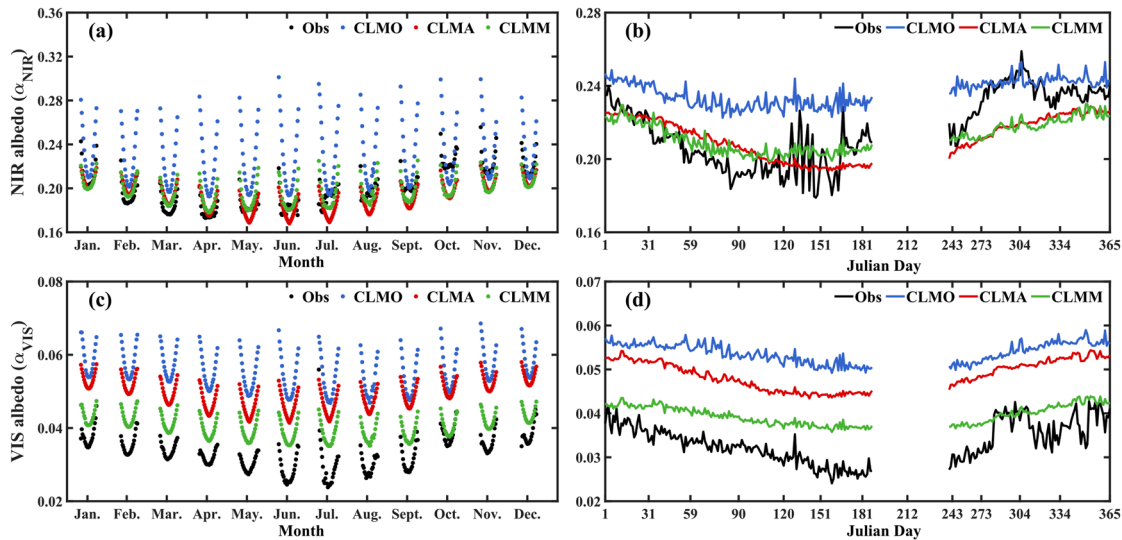 (a)
Obs CLMO CLMA CLMM
NIR albedo (α_NIR)
0.36
0.32
0.28
0.24
0.20
0.16
Jan. Feb. Mar. Apr. May. Jun. Jul. Aug. Sept. Oct. Nov. Dec.
Month
(b)
Obs CLMO CLMA CLMM
0.28
0.24
0.20
0.16
1 31 59 90 120 151 181 212 243 273 304 334 365
Julian Day
(c)
Obs CLMO CLMA CLMM
VIS albedo (α_VIS)
0.08
0.06
0.04
0.02
Jan. Feb. Mar. Apr. May. Jun. Jul. Aug. Sept. Oct. Nov. Dec.
Month
(d)
Obs CLMO CLMA CLMM
0.07
0.06
0.05
0.04
0.03
0.02
1 31 59 90 120 151 181 212 243 273 304 334 365
Julian Day